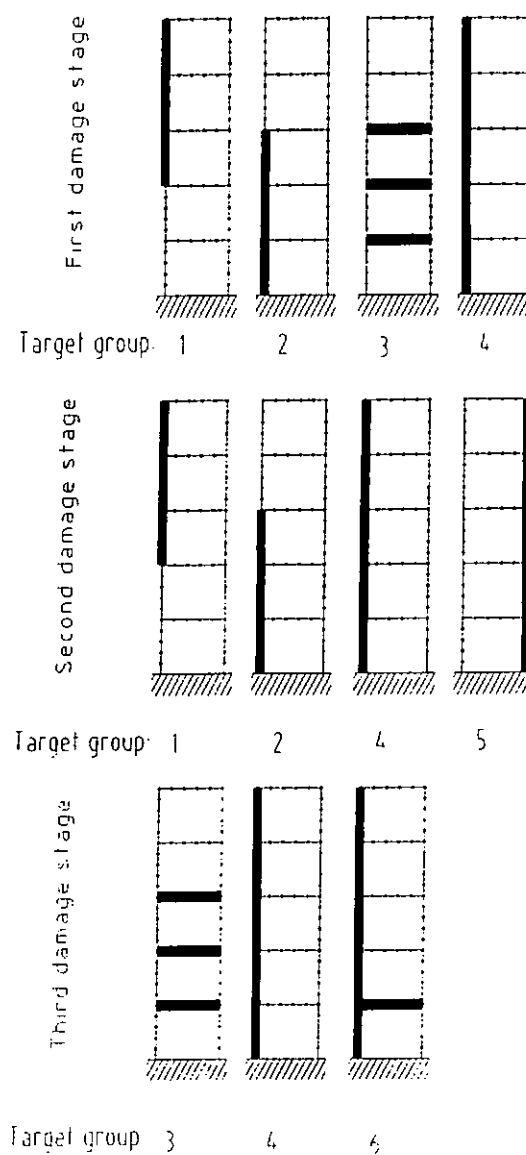 First damage stage
Target group 1 2 3 4
Second damage stage
Target group 1 2 4 5
Third damage stage
Target group 3 4 6